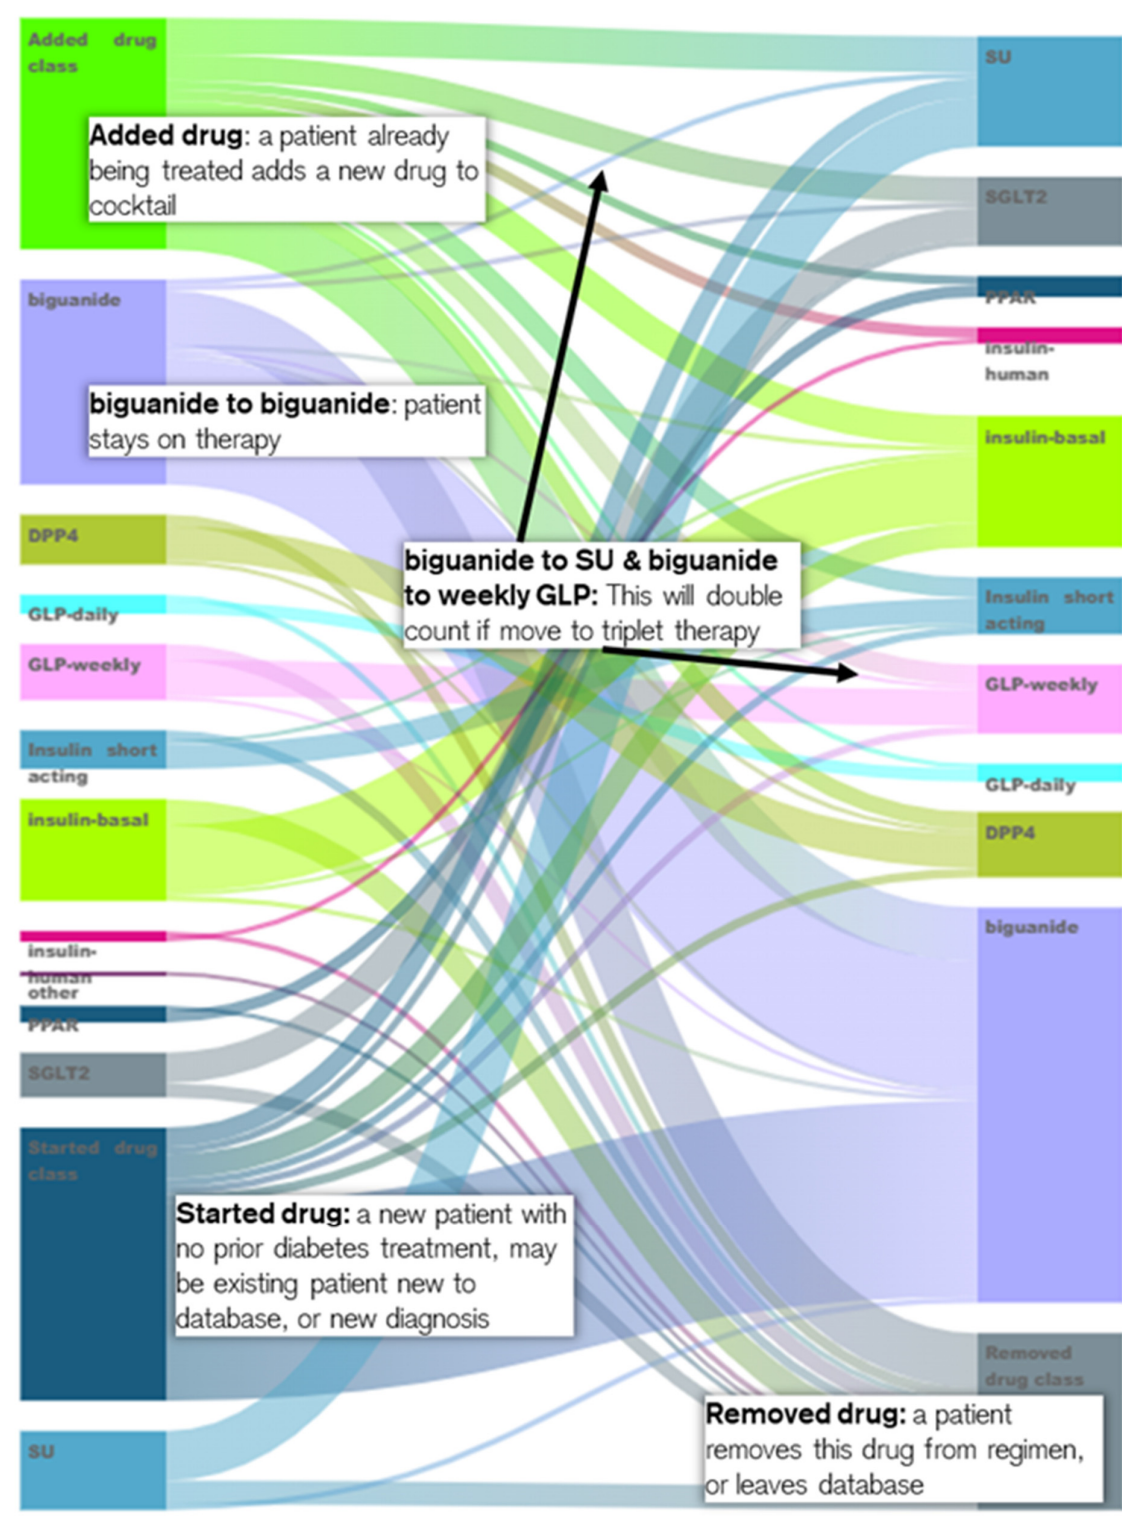 Added drug
class
Added drug: a patient already
being treated adds a new drug to
cocktail
biguanide
biguanide to biguanide: patient
stays on therapy
DPP4
GLP-daily
GLP-weekly
Insulin short
acting
insulin-basal
insulin-
human
other
PPAR
SGLT2
Started drug
class
Started drug: a new patient with
no prior diabetes treatment, may
be existing patient new to
database, or new diagnosis
SU
biguanide to SU & biguanide
to weekly GLP: This will double
count if move to triplet therapy
SU
SGLT2
PPAR
insulin-
human
insulin-basal
Insulin short
acting
GLP-weekly
GLP-daily
DPP4
biguanide
Removed
drug class
Removed drug: a patient
removes this drug from regimen,
or leaves database